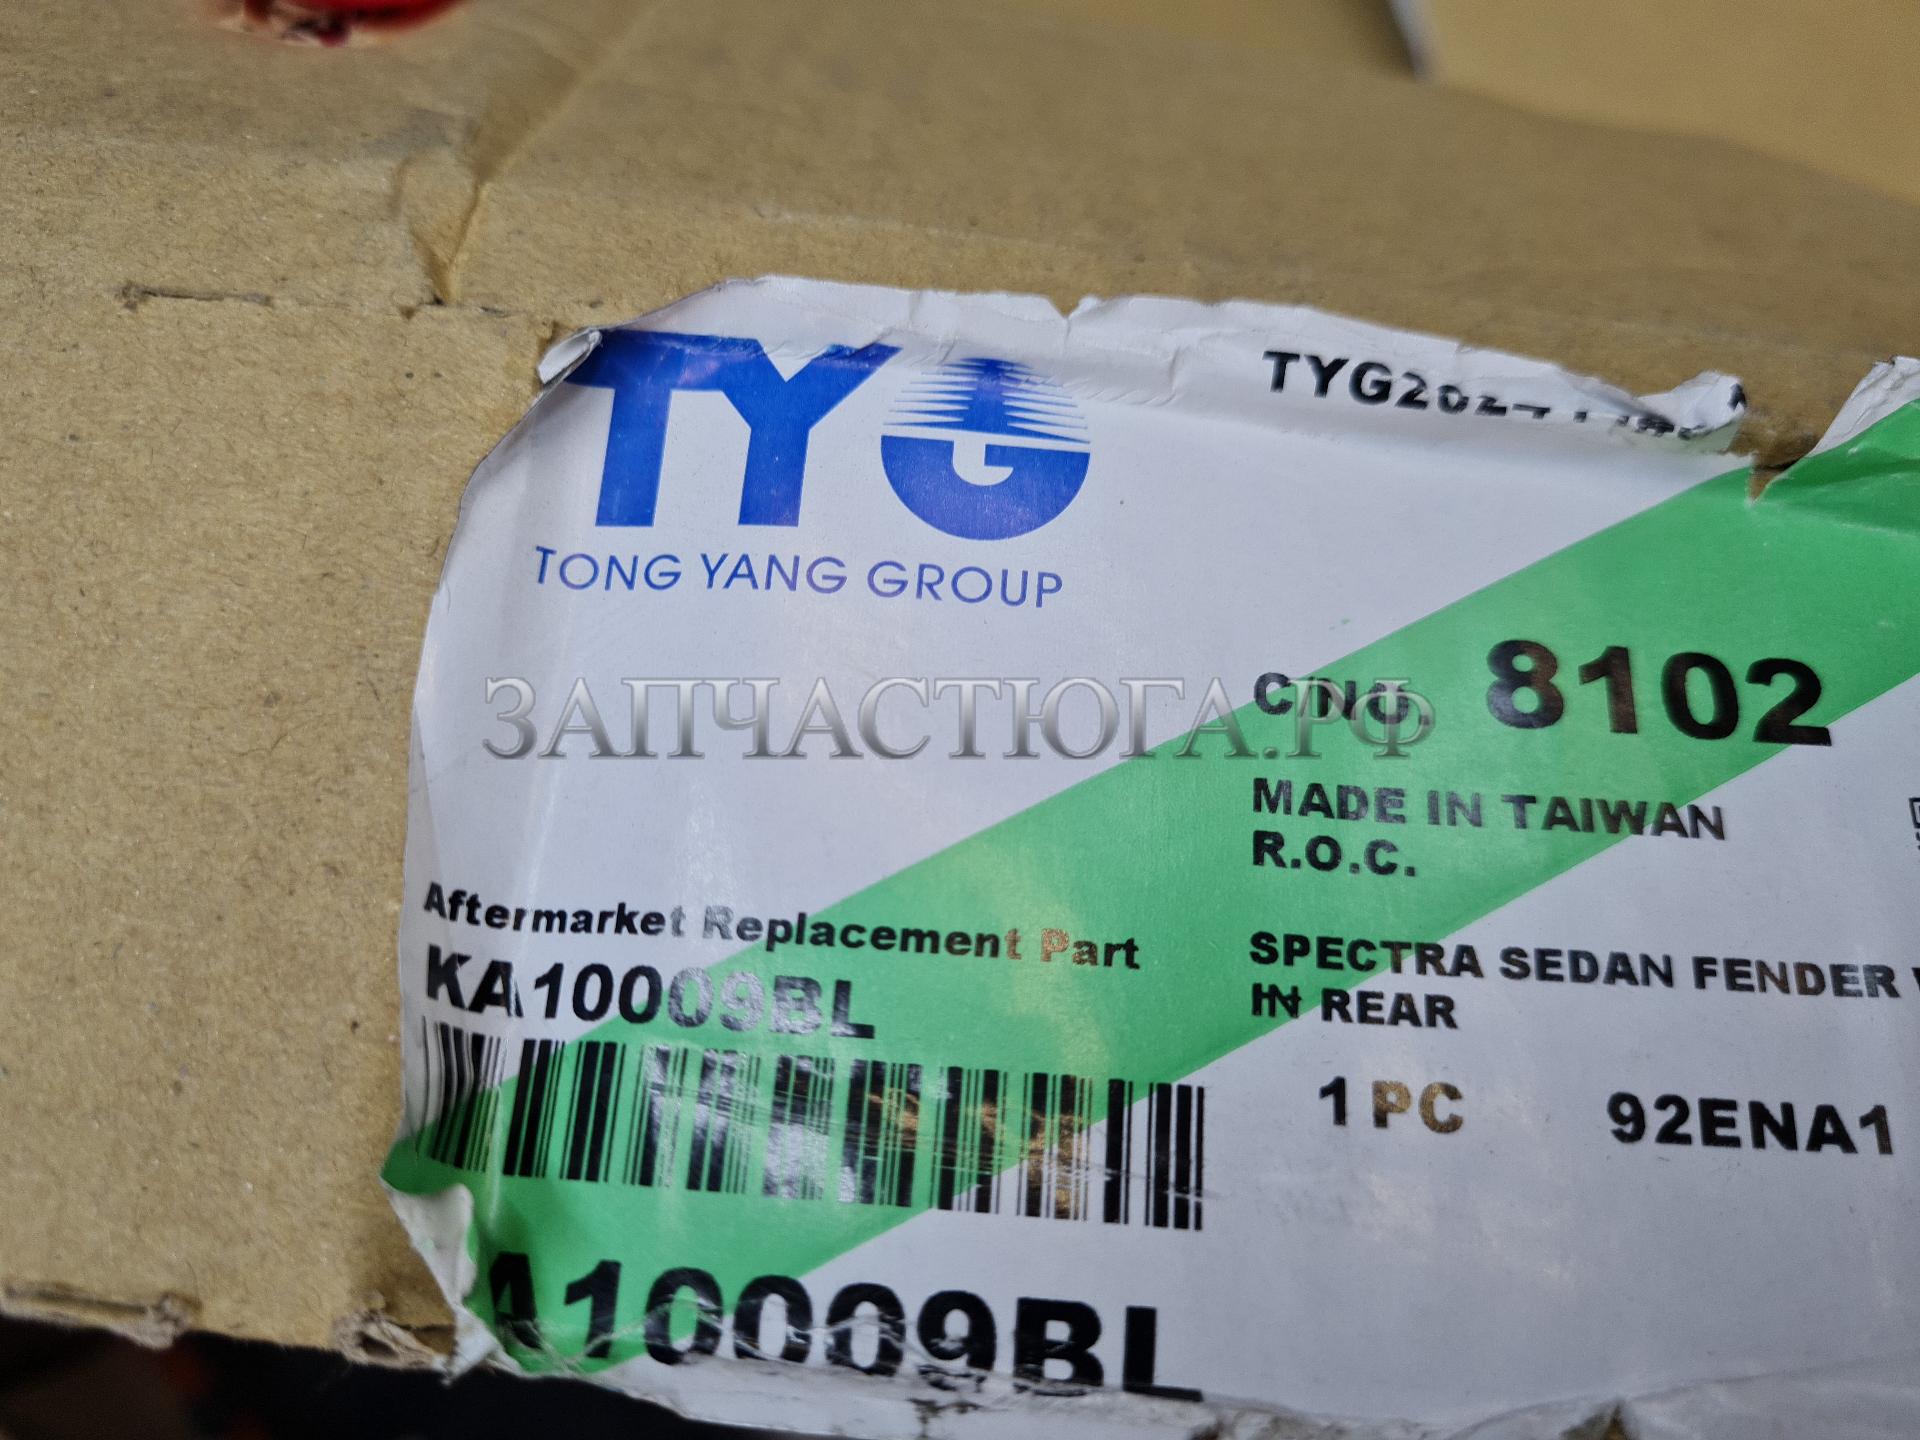 TYG
TONG YANG GROUP
ЗАПЧАСТЮГА.РФ
C/NO. 8102
MADE IN TAIWAN
R.O.C.
Aftermarket Replacement Part
KA10009BL
SPECTRA SEDAN FENDER
IN REAR
1 PC 92ENA1
A10009BL